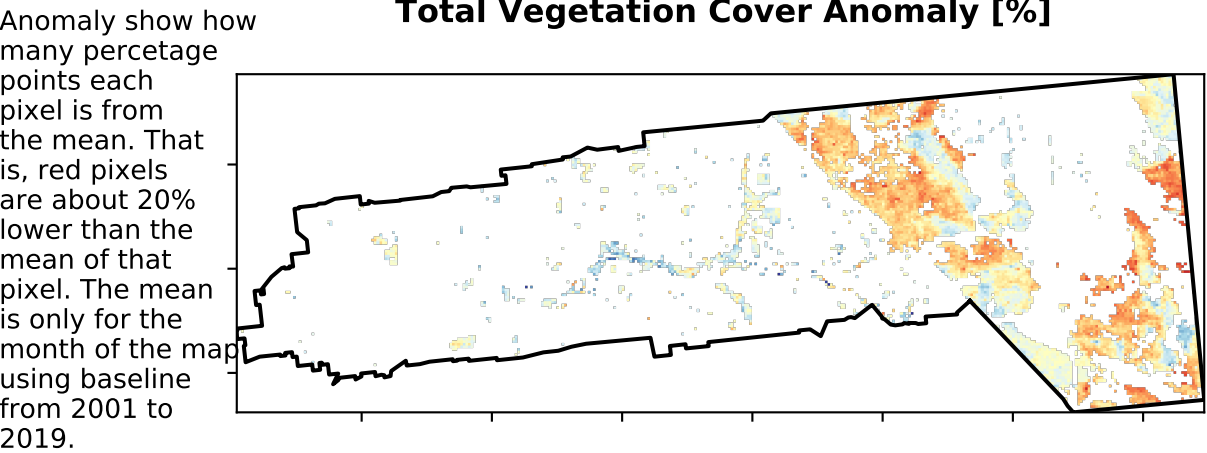 Total Vegetation Cover Anomaly [%]
Anomaly show how
many percetage
points each
pixel is from
the mean. That
is, red pixels
are about 20%
lower than the
mean of that
pixel. The mean
is only for the
month of the map
using baseline
from 2001 to
2019.